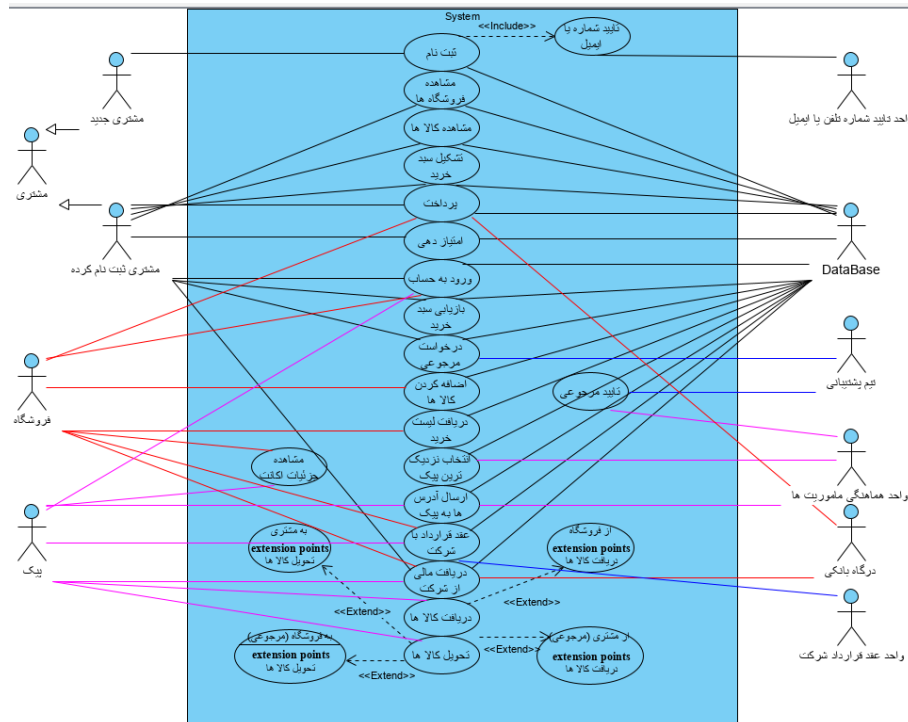 System
<<Include>>
تایید شماره یا
ایمیل
ثبت نام
مشتری جدید
واحد تایید شماره تلفن یا ایمیل
مشاهده
فروشگاه ها
مشاهده کالا ها
تشکیل سبد
خرید
مشتری
پرداخت
امتیاز دهی
مشتری ثبت نام کرده
DataBase
ورود به حساب
بازیابی سبد
خرید
درخواست
مرجوعی
تیم پشتیبانی
اضافه کردن
کالا ها
تایید مرجوعی
فروشگاه
دریافت لیست
خرید
مشاهده
جزئیات اکانت
انتخاب نزدیک
ترین پیک
واحد هماهنگی ماموریت ها
ارسال آدرس
ها به پیک
عقد قرارداد با
شرکت
به مشتری
extension points
تحویل کالا ها
از فروشگاه
extension points
دریافت کالا ها
پیک
درگاه بانکی
دریافت مالی
از شرکت
<<Extend>>
<<Extend>>
دریافت کالا ها
به فروشگاه (مرجوعی)
extension points
تحویل کالا ها
<<Extend>>
تحویل کالا ها
<<Extend>>
از مشتری (مرجوعی)
extension points
دریافت کالا ها
واحد عقد قرارداد شرکت